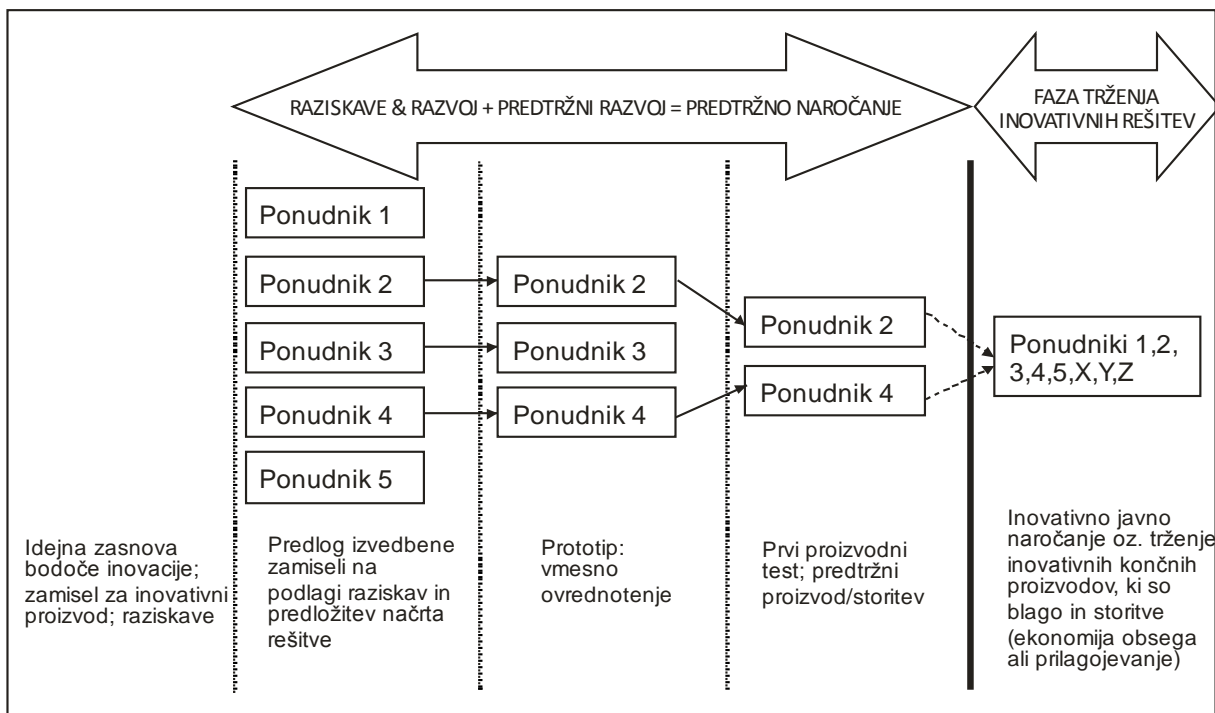 RAZISKAVE & RAZVOJ + PREDTRŽNI RAZVOJ = PREDTRŽNO NAROČANJE
FAZA TRŽENJA
INOVATIVNIH REŠITEV
Ponudnik 1
Ponudnik 2
Ponudnik 3
Ponudnik 4
Ponudnik 5
Ponudnik 2
Ponudnik 3
Ponudnik 4
Ponudnik 2
Ponudnik 4
Ponudniki 1,2,
3,4,5,X,Y,Z
Idejna zasnova
bodoče inovacije;
zamisel za inovativni
proizvod; raziskave
Predlog izvedbene
zamiseli na
podlagi raziskav in
predložitev načrta
rešitve
Prototip:
vmesno
ovrednotenje
Prvi proizvodni
test; predtržni
proizvod/storitev
Inovativno javno
naročanje oz. trženje
inovativnih končnih
proizvodov, ki so
blago in storitve
(ekonomija obsega
ali prilagojevanje)